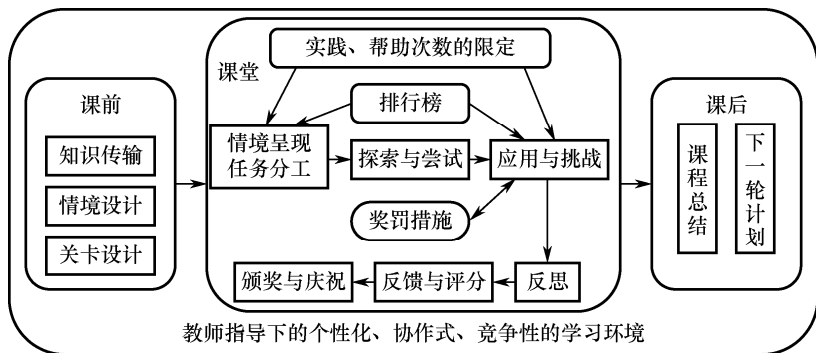 课前
知识传输
情境设计
关卡设计
课堂
实践、帮助次数的限定
排行榜
情境呈现
任务分工
探索与尝试
应用与挑战
奖罚措施
颁奖与庆祝
反馈与评分
反思
课后
课程总结
下一轮计划
教师指导下的个性化、协作式、竞争性的学习环境